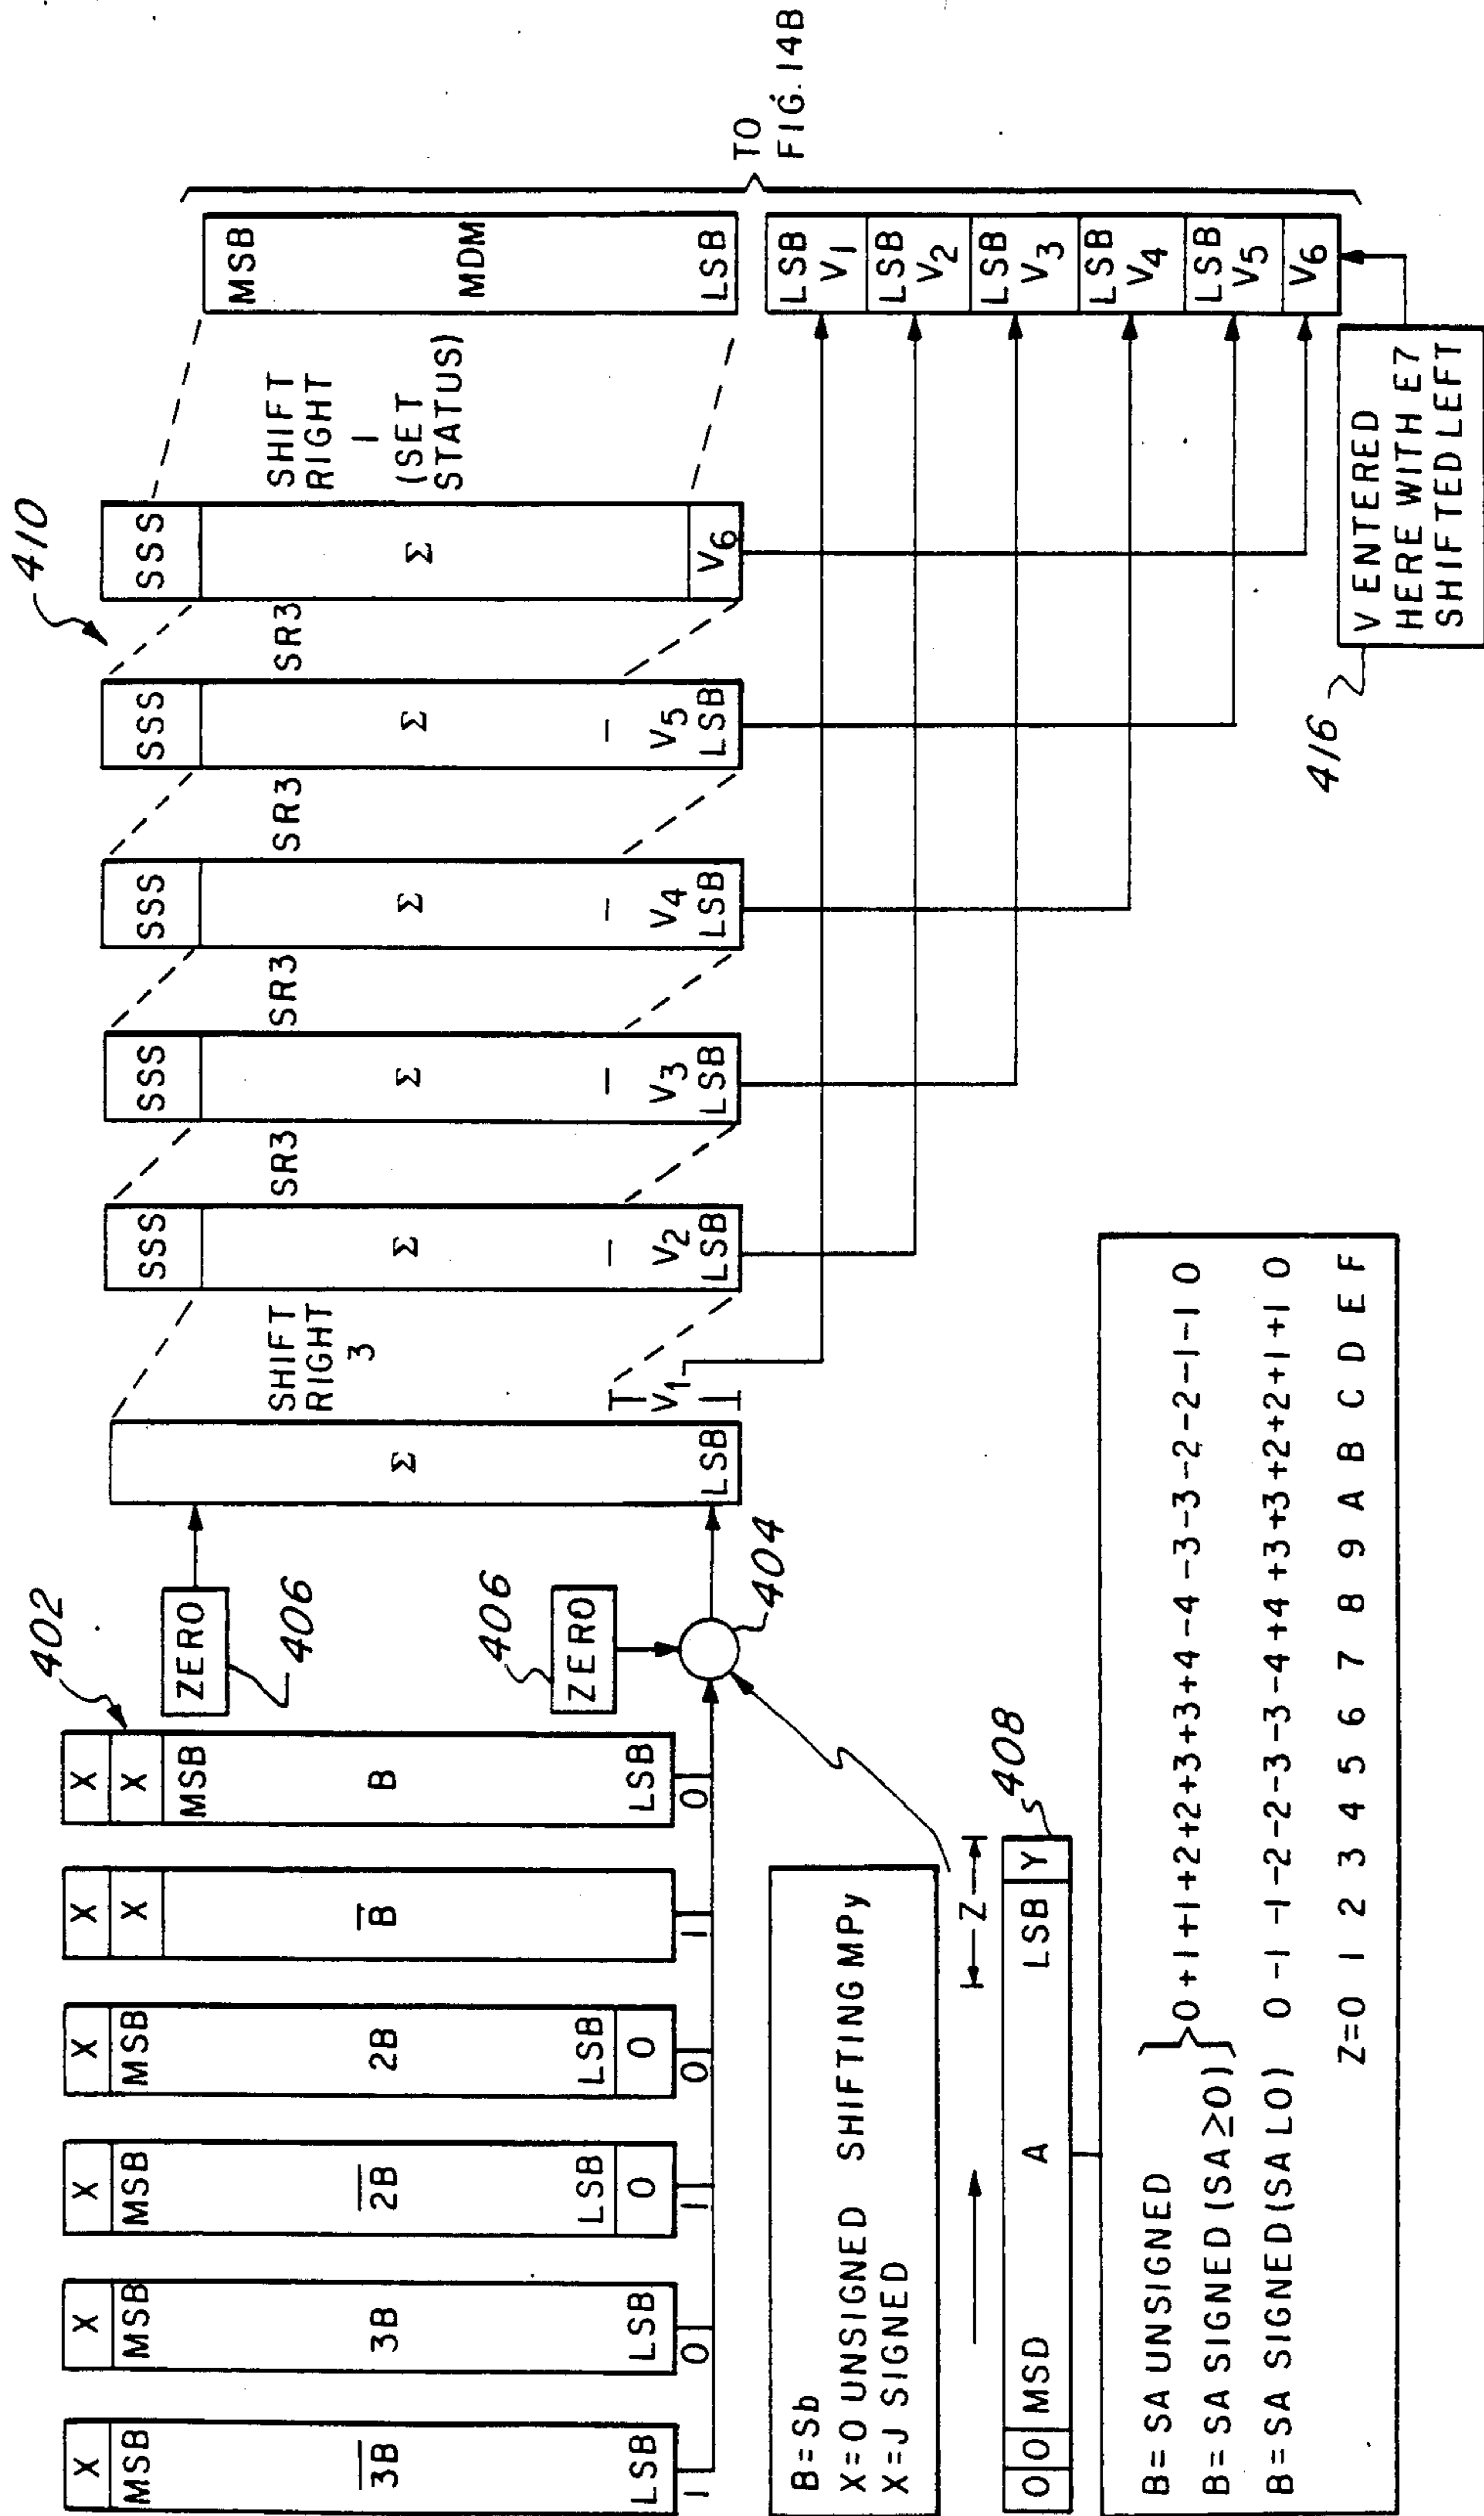 402
X
MSB
3B
LSB
1
X
MSB
3B
LSB
0
X
MSB
2B
LSB
0
1
X
MSB
2B
LSB
0
0
X
X
B
1
X
X
MSB
B
LSB
0
ZERO
406
406
ZERO
404
Σ
LSB
SHIFT
RIGHT
3
V1
SSS
Σ
V2
LSB
SR3
SSS
Σ
V3
LSB
SR3
SSS
Σ
V4
LSB
SR3
SSS
Σ
V5
LSB
SR3
410
SSS
Σ
V6
SHIFT
RIGHT
1
(SET
STATUS)
MSB
MDM
LSB
LSB
V1
LSB
V2
LSB
V3
LSB
V4
LSB
V5
V6
TO
FIG. 14B
416
V ENTERED
HERE WITH E7
SHIFTED LEFT
B = Sb
X = 0 UNSIGNED SHIFTING MPy
X = J SIGNED
Z
0 0 MSD A LSB Y
408
B = SA UNSIGNED
B = SA SIGNED (SA ≥0) } 0 +1+1+2+2+3+3+4-4-3-3-2-2-1-1 0
B = SA SIGNED (SA LO) 0 -1-1-2-2-3-3-4+4+3+3+2+2+1+1 0
Z=0 1 2 3 4 5 6 7 8 9 A B C D E F